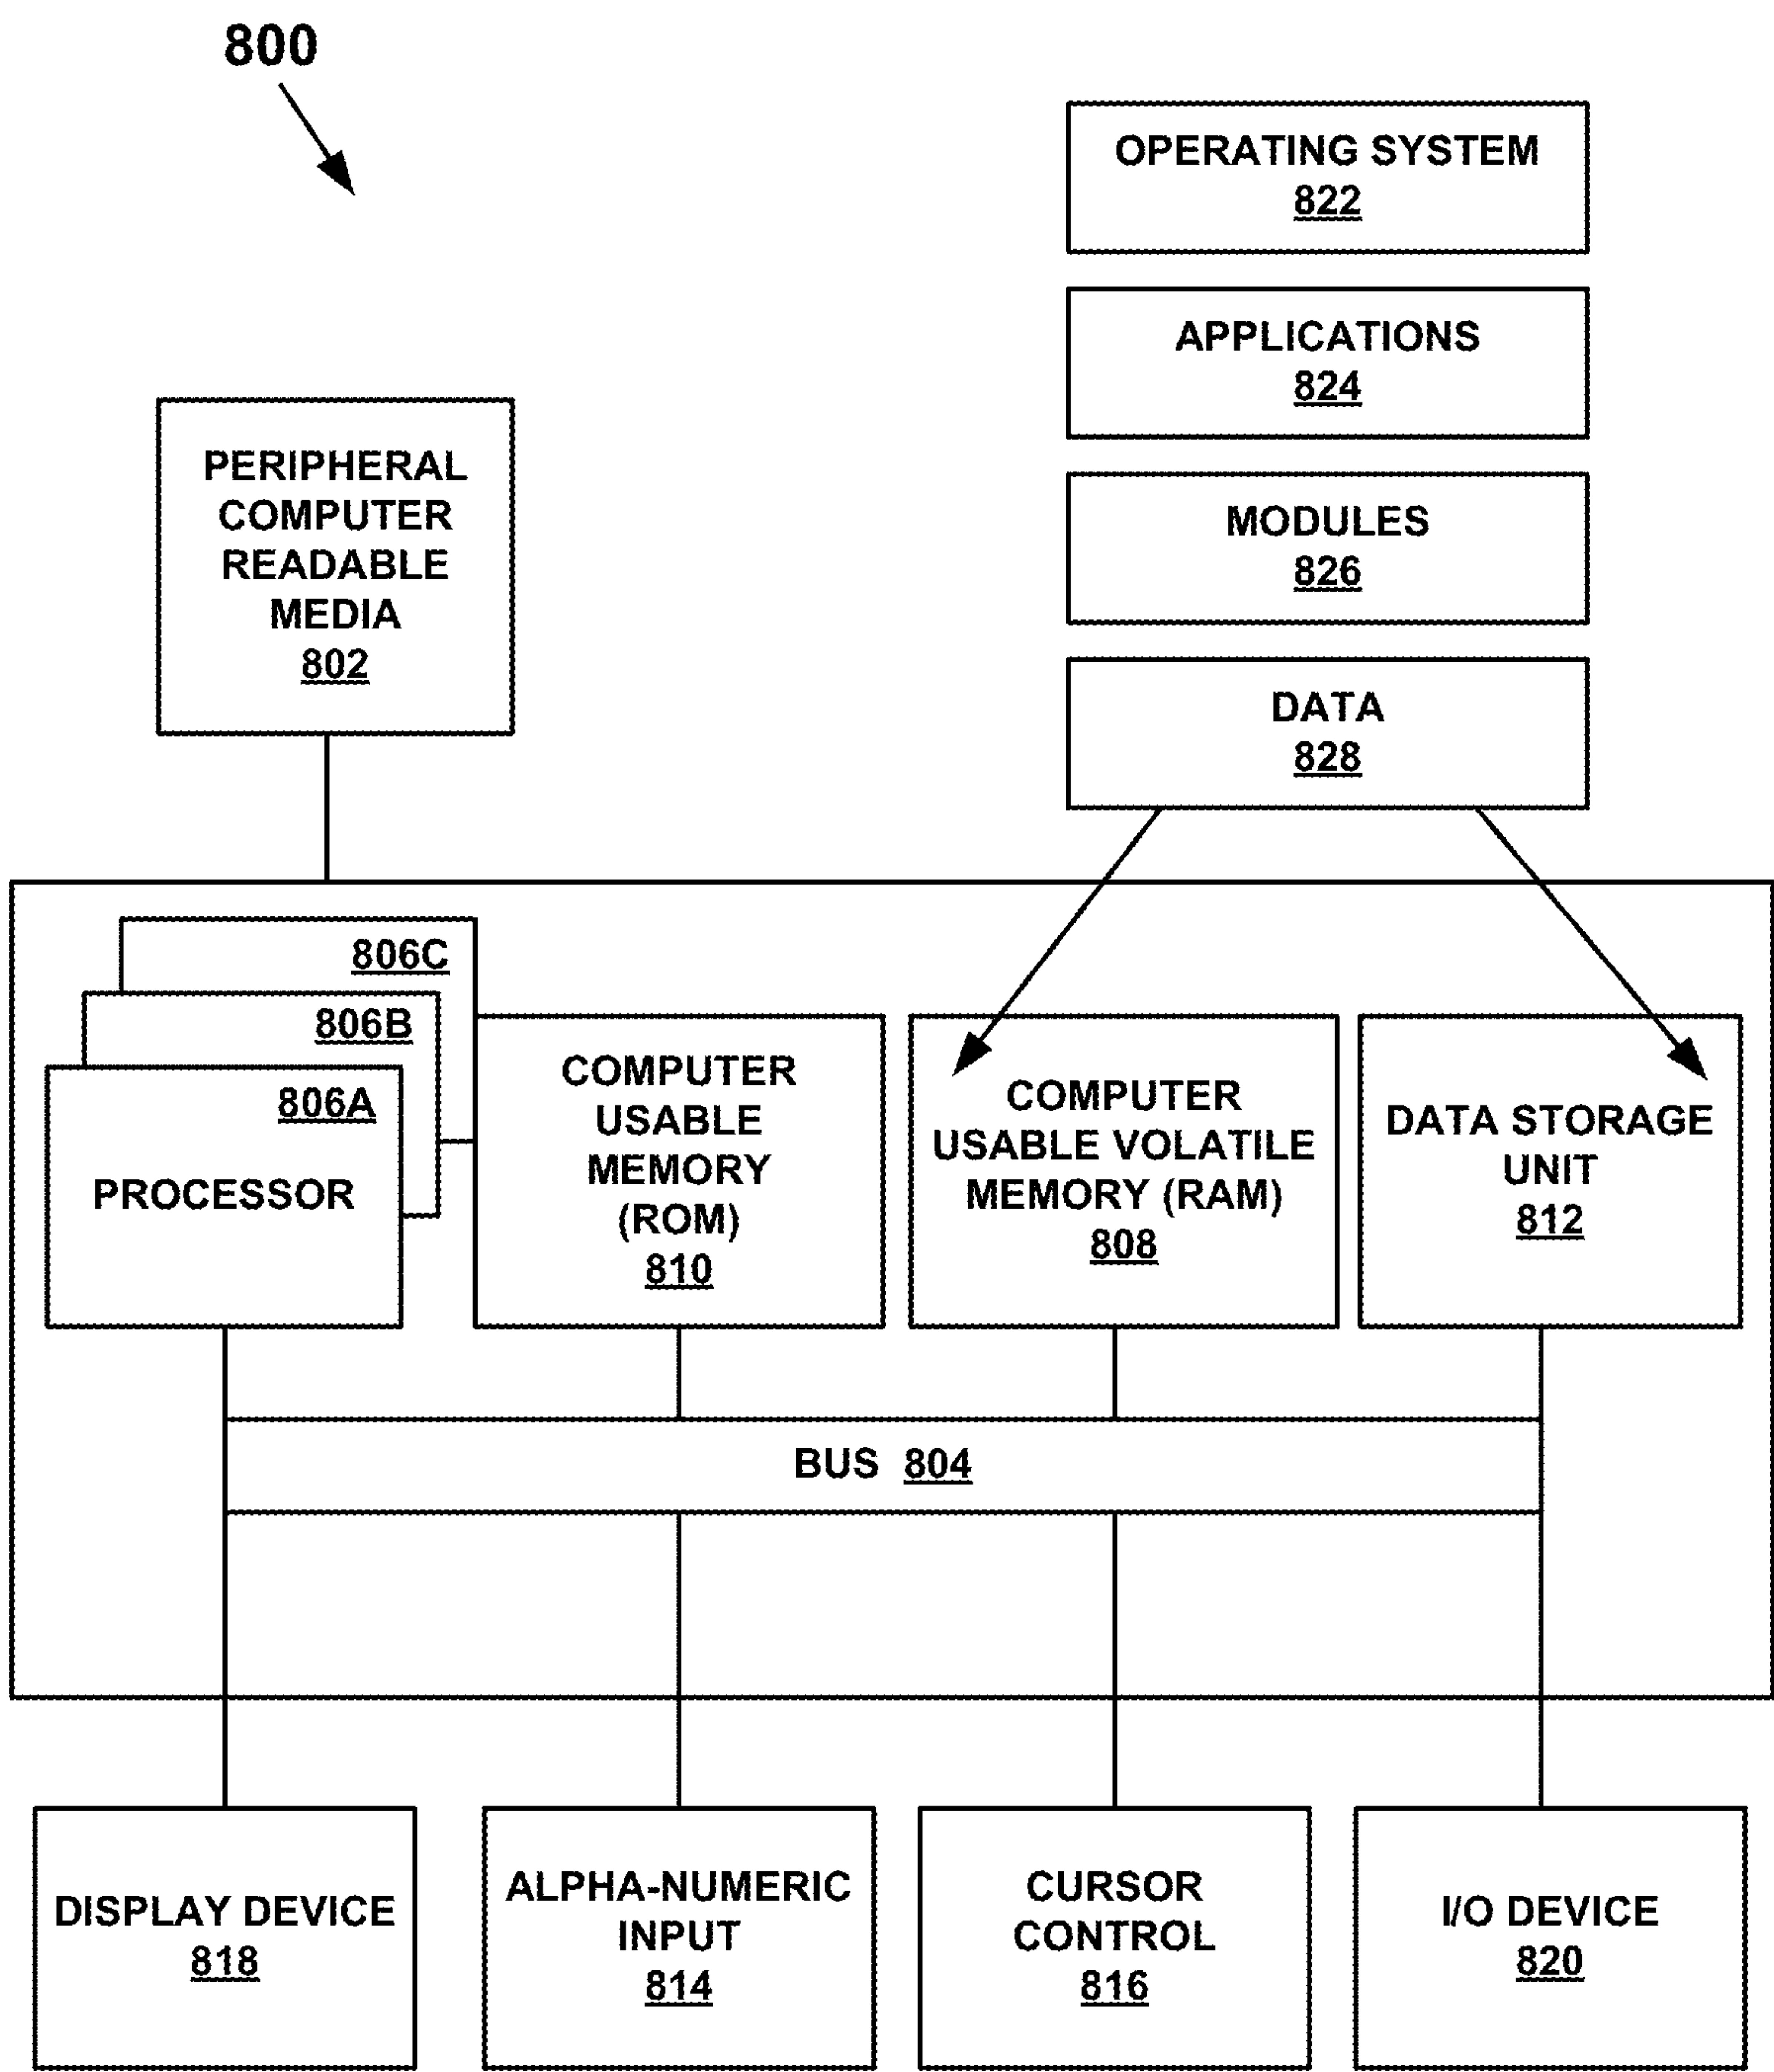 800
OPERATING SYSTEM
822
APPLICATIONS
824
PERIPHERAL
COMPUTER
READABLE
MEDIA
802
MODULES
826
DATA
828
806C
806B
806A
PROCESSOR
COMPUTER
USABLE
MEMORY
(ROM)
810
COMPUTER
USABLE VOLATILE
MEMORY (RAM)
808
DATA STORAGE
UNIT
812
BUS 804
DISPLAY DEVICE
818
ALPHA-NUMERIC
INPUT
814
CURSOR
CONTROL
816
I/O DEVICE
820